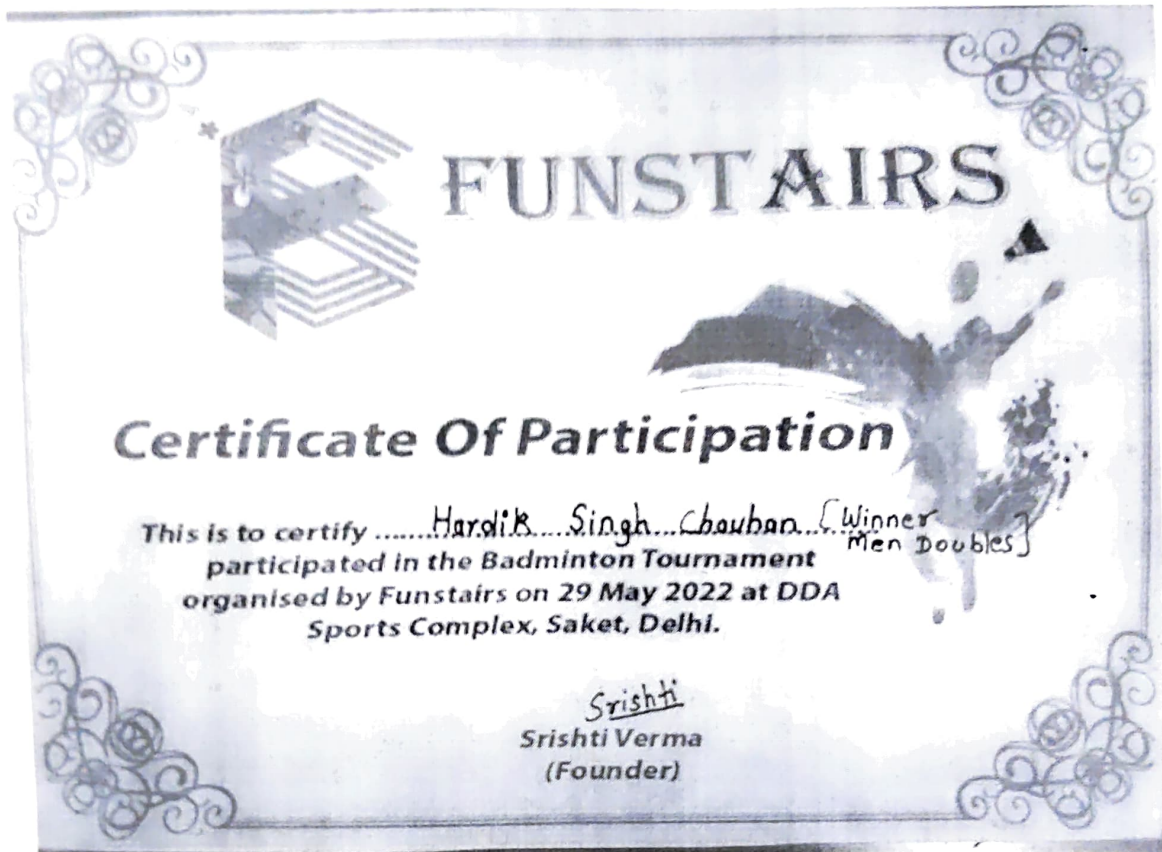 FUNSTAIRS
Certificate Of Participation
This is to certify ........Hardik....Singh...Chauhan [Winner
Men Doubles]
participated in the Badminton Tournament
organised by Funstairs on 29 May 2022 at DDA
Sports Complex, Saket, Delhi.
Srishti
Srishti Verma
(Founder)